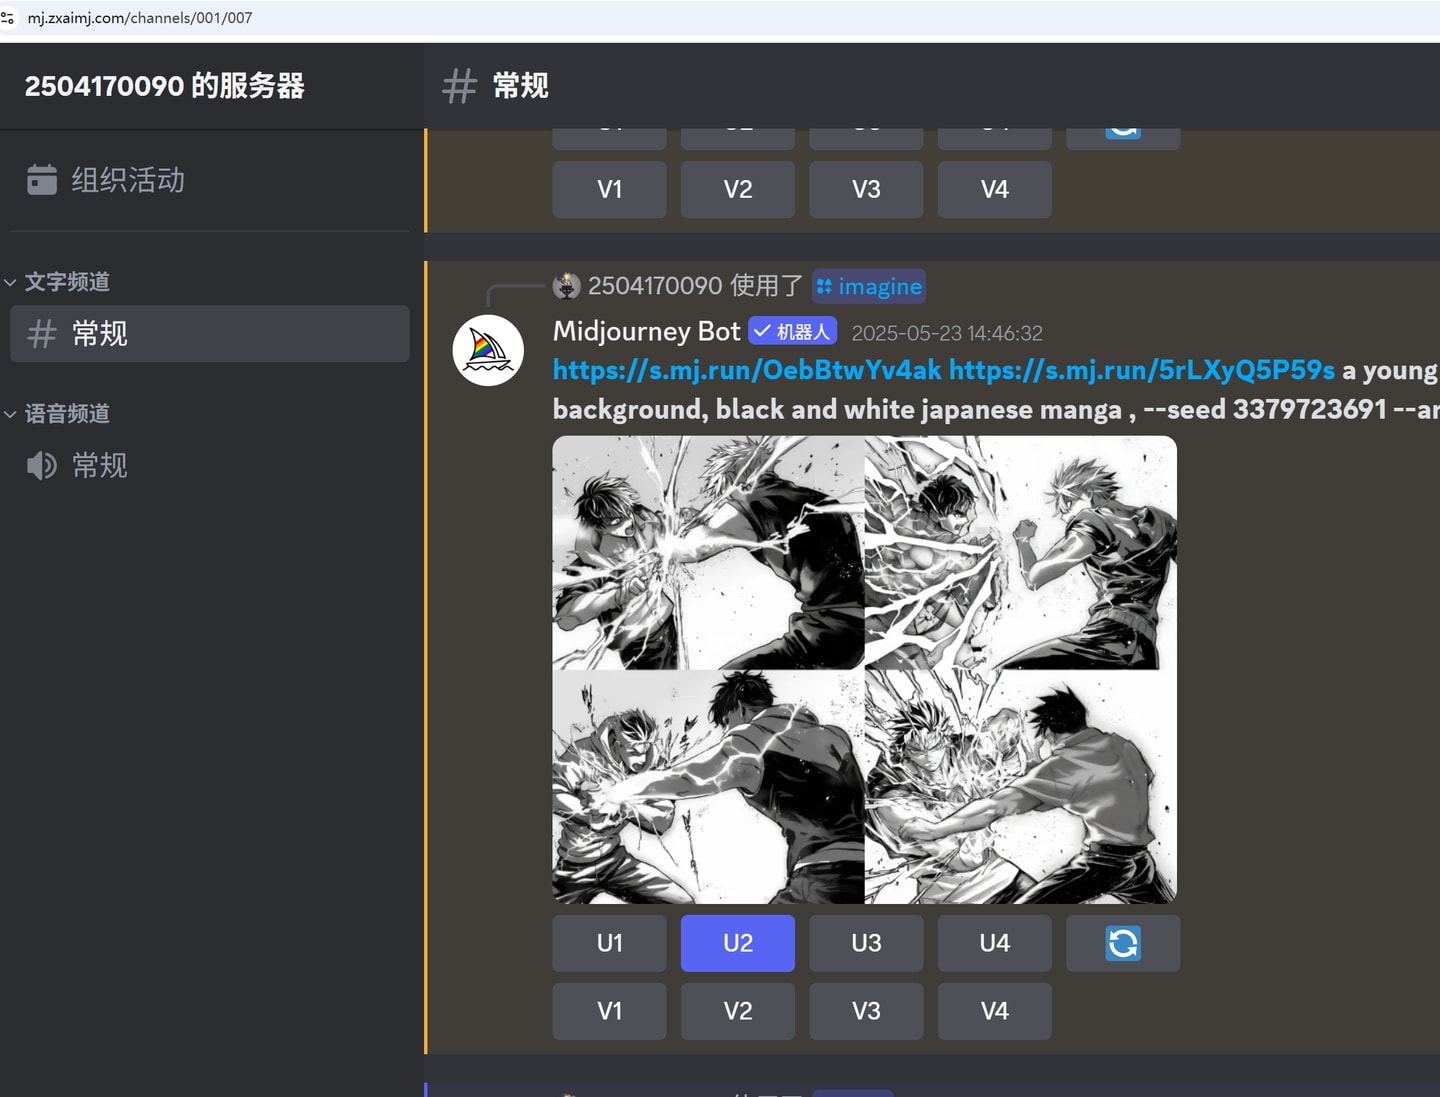 mj.zxaimj.com/channels/001/007
2504170090 的服务器
常规
组织活动
文字频道
常规
语音频道
常规
V1 V2 V3 V4
2504170090 使用了 imagine
Midjourney Bot 机器人 2025-05-23 14:46:32
https://s.mj.run/OebBtwYv4ak https://s.mj.run/5rLXyQ5P59s a young
background, black and white japanese manga , --seed 3379723691 --ar
U1 U2 U3 U4
V1 V2 V3 V4